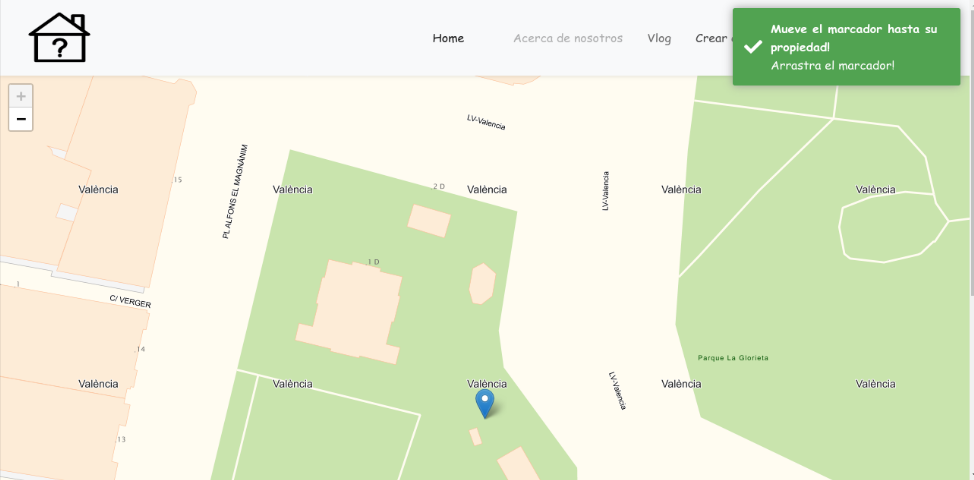 ?
Home
Acerca de nosotros
Vlog
Crear
Mueve el marcador hasta su
propiedad!
Arrastra el marcador!
+
−
LV-Valencia
PL ALFONS EL MAGNÀNIM
15
2 D
LV-Valencia
València
València
València
València
València
1 D
1
C/ VERGER
14
Parque La Glorieta
LV-Valencia
València
València
València
València
València
13